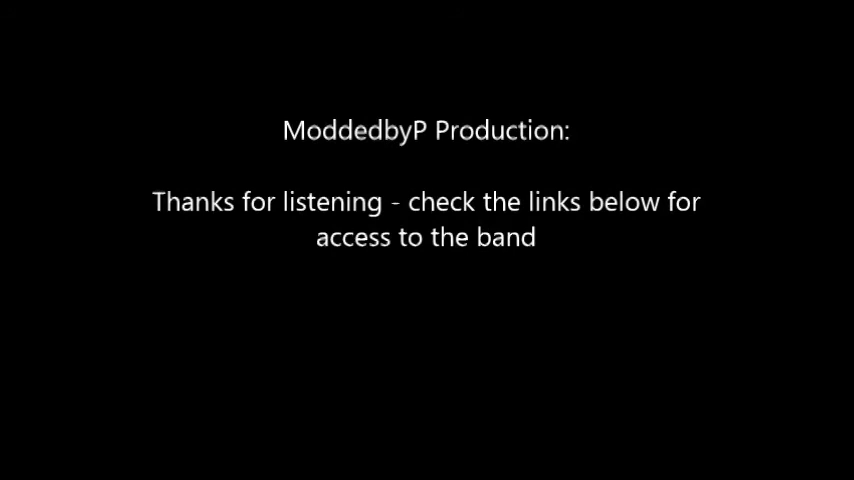 ModdedbyP Production:
Thanks for listening - check the links below for
access to the band